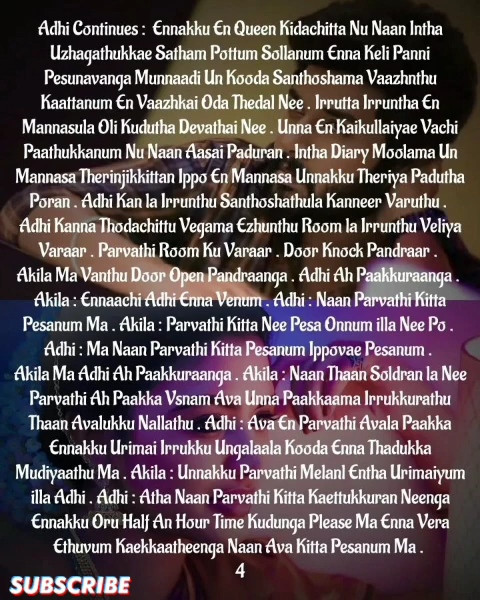 Adhi Continues : Ennakku En Queen Kidachitta Nu Naan Intha
Uzhagathukkae Satham Pottum Sollanum Enna Keli Panni
Pesunavanga Munnaadi Un Kooda Santhoshama Vaazhnthu
Kaattanum En Vaazhkai Oda Thedal Nee . Irrutta Irruntha En
Mannasula Oli Kudutha Devathai Nee . Unna En Kaikullaiyae Vachi
Paathukkanum Nu Naan Aasai Paduran . Intha Diary Moolama Un
Mannasa Therinjikkittan Ippo En Mannasa Unnakku Theriya Padutha
Poran . Adhi Kan la Irrunthu Santhoshathula Kanneer Varuthu .
Adhi Kanna Thodachittu Vegama Ezhunthu Room la Irrunthu Veliya
Varaar . Parvathi Room Ku Varaar . Door Knock Pandraar .
Akila Ma Vanthu Door Open Pandraanga . Adhi Ah Paakkuraanga .
Akila : Ennaachi Adhi Enna Venum . Adhi : Naan Parvathi Kitta
Pesanum Ma . Akila : Parvathi Kitta Nee Pesa Onnum illa Nee Po .
Adhi : Ma Naan Parvathi Kitta Pesanum Ippovae Pesanum .
Akila Ma Adhi Ah Paakkuraanga . Akila : Naan Thaan Soldran la Nee
Parvathi Ah Paakka Vsnam Ava Unna Paakkaama Irrukkurathu
Thaan Avalukku Nallathu . Adhi : Ava En Parvathi Avala Paakka
Ennakku Urimai Irrukku Ungalaala Kooda Enna Thadukka
Mudiyaathu Ma . Akila : Unnakku Parvathi Melanl Entha Urimaiyum
illa Adhi . Adhi : Atha Naan Parvathi Kitta Kaettukkuran Neenga
Ennakku Oru Half An Hour Time Kudunga Please Ma Enna Vera
Ethuvum Kaekkaatheenga Naan Ava Kitta Pesanum Ma .
4
SUBSCRIBE